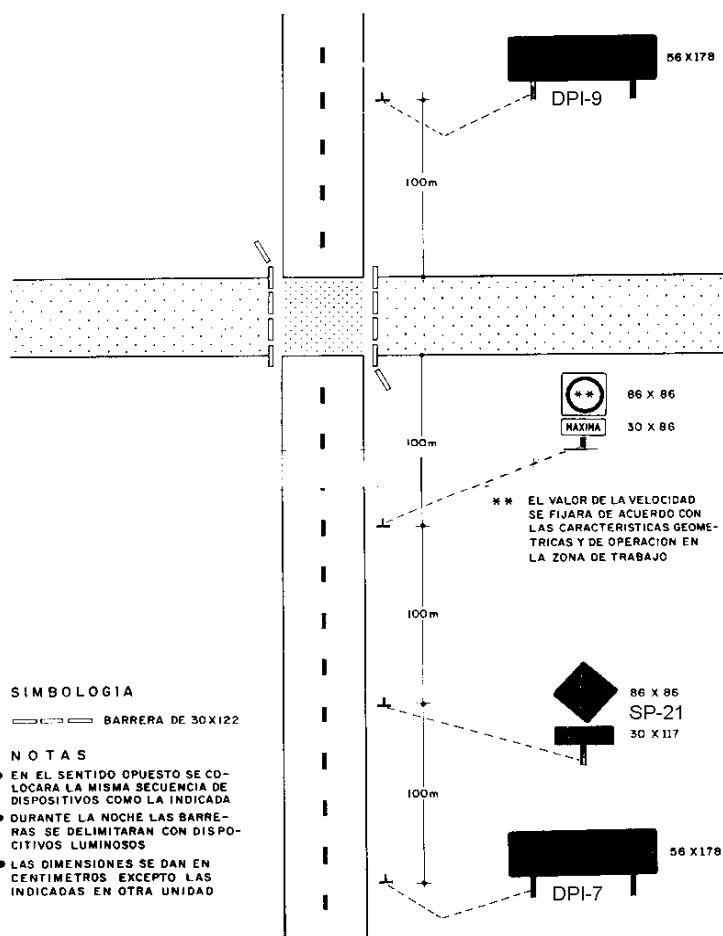 56 X 178
DPI-9
100m
* *
86 X 86
MAXIMA
30 X 86
100m
* * EL VALOR DE LA VELOCIDAD
SE FIJARA DE ACUERDO CON
LAS CARACTERISTICAS GEOME-
TRICAS Y DE OPERACION EN
LA ZONA DE TRABAJO
100m
SIMBOLOGIA
BARRERA DE 30X122
86 X 86
SP-21
30 X 117
NOTAS
• EN EL SENTIDO OPUESTO SE CO-
LOCARA LA MISMA SECUENCIA DE
DISPOSITIVOS COMO LA INDICADA
• DURANTE LA NOCHE LAS BARRE-
RAS SE DELIMITARAN CON DISPO-
CITIVOS LUMINOSOS
• LAS DIMENSIONES SE DAN EN
CENTIMETROS EXCEPTO LAS
INDICADAS EN OTRA UNIDAD
100m
56 X 178
DPI-7